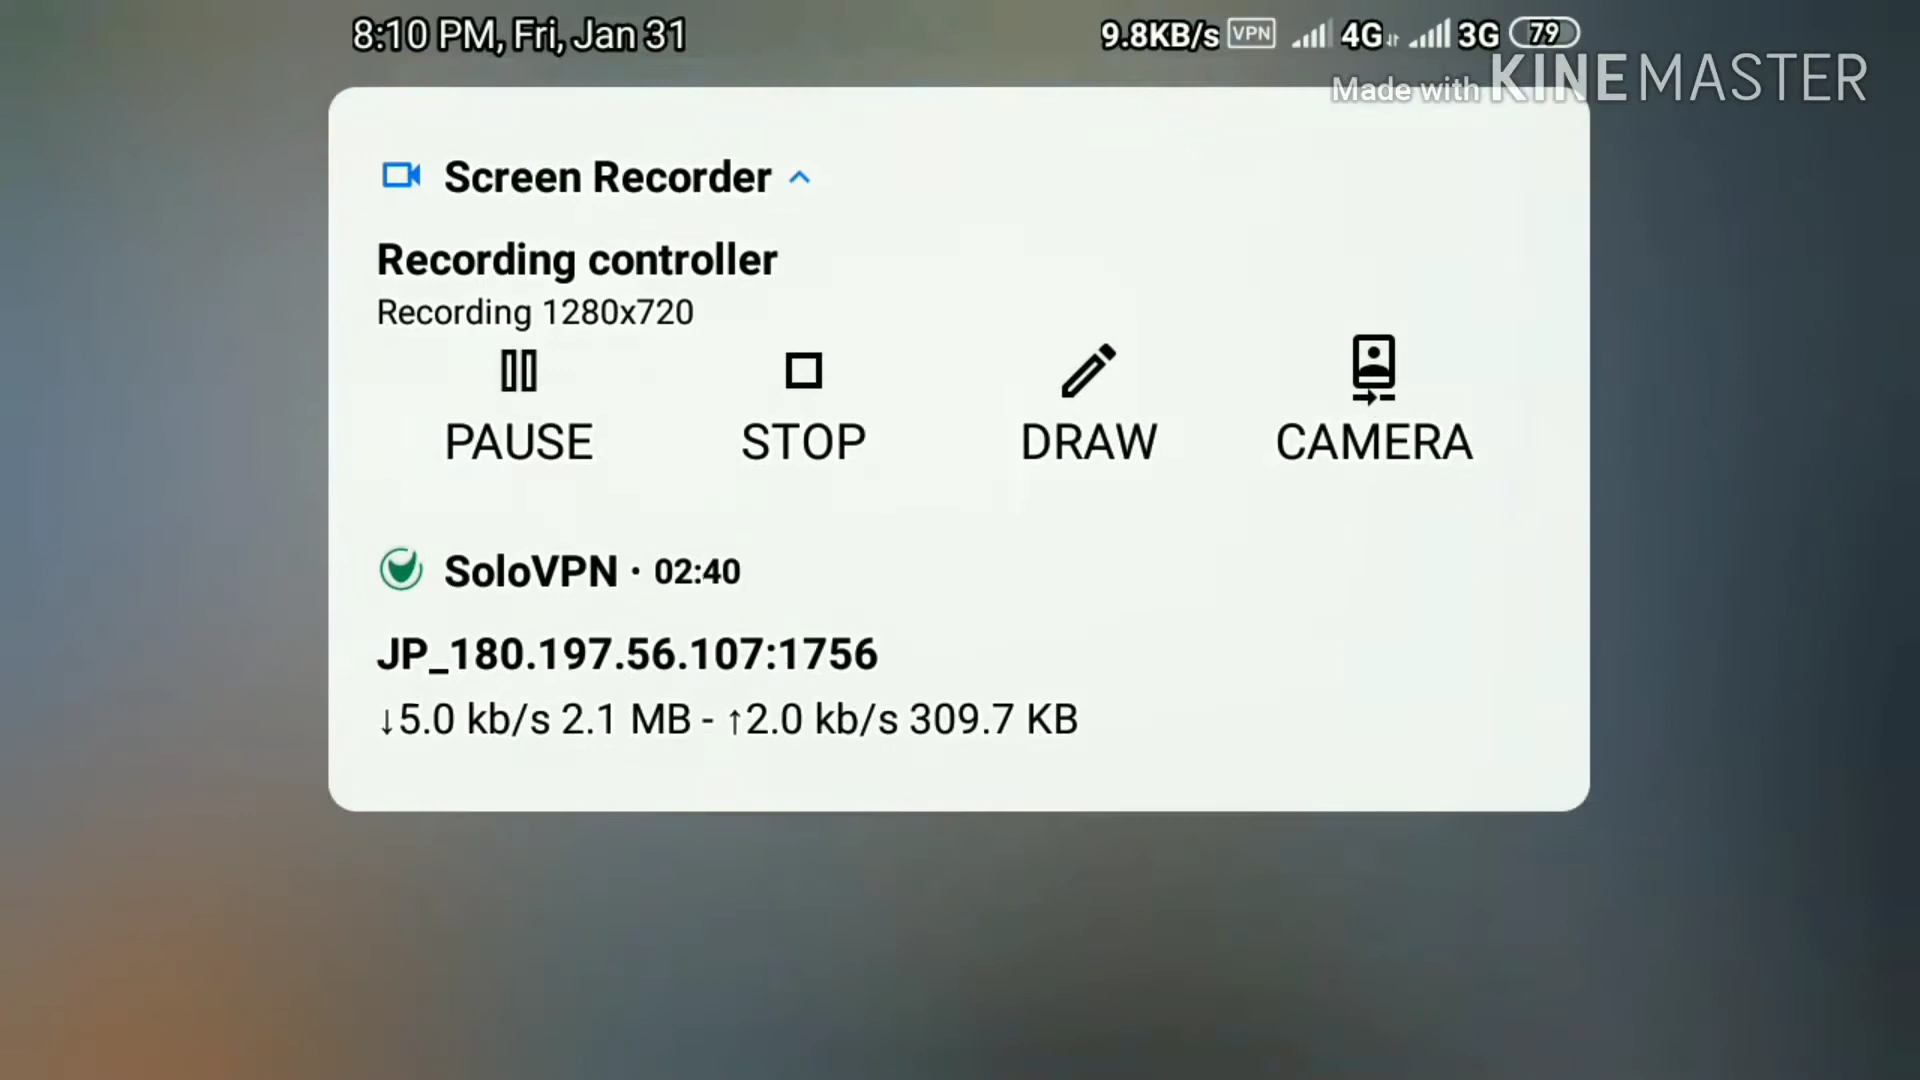 8:10 PM, Fri, Jan 31
9.8KB/s VPN 4G 3G 79
Made with KINEMASTER
Screen Recorder
Recording controller
Recording 1280x720
PAUSE STOP DRAW CAMERA
SoloVPN · 02:40
JP_180.197.56.107:1756
↓5.0 kb/s 2.1 MB - ↑2.0 kb/s 309.7 KB